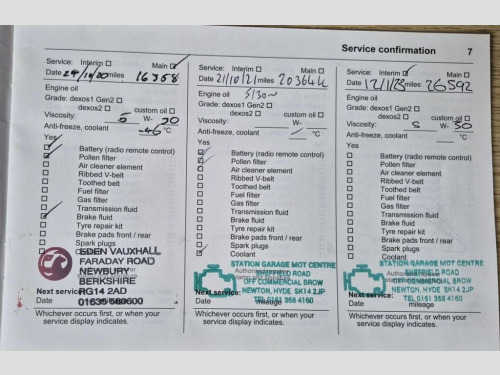 Service confirmation 7
Service: Interim ☐ Main ☑
Date 24/10/20 miles 16358
Engine oil
Grade: dexos1 Gen2 ☐
dexos2 ☐ custom oil ☐
Viscosity: 5 W- 30
Anti-freeze, coolant -46 °C
Yes
☑ Battery (radio remote control)
☑ Pollen filter
☐ Air cleaner element
☐ Ribbed V-belt
☐ Toothed belt
☐ Fuel filter
☐ Gas filter
☐ Transmission fluid
☑ Brake fluid
☐ Tyre repair kit
☐ Brake pads front / rear
☐ Spark plugs
☐ Coolant
EDEN VAUXHALL
FARADAY ROAD
NEWBURY
BERKSHIRE
Next service: RG14 2AD
Date 01635 680600
Whichever occurs first, or when your
service display indicates.
Service: Interim ☐ Main ☐
Date 21/10/21 miles 20364
Engine oil 5/30
Grade: dexos1 Gen2 ☐
dexos2 ☐ custom oil ☐
Viscosity: W-
Anti-freeze, coolant °C
Yes
☑ Battery (radio remote control)
☑ Pollen filter
☐ Air cleaner element
☐ Ribbed V-belt
☐ Toothed belt
☐ Fuel filter
☐ Gas filter
☐ Transmission fluid
☐ Brake fluid
☐ Tyre repair kit
☐ Brake pads front / rear
☐ Spark plugs
☑ Coolant
STATION GARAGE MOT CENTRE
SHEFFIELD ROAD
OFF COMMERCIAL BROW
NEWTON, HYDE SK14 2JP
TEL 0161 368 4160
Next service:
Date mileage
Whichever occurs first, or when your
service display indicates.
Service: Interim ☑ Main ☐
Date 12/1/23 miles 26592
Engine oil
Grade: dexos1 Gen2 ☐
dexos2 ☐ custom oil ☐
Viscosity: 5 W- 30
Anti-freeze, coolant °C
Yes
☐ Battery (radio remote control)
☐ Pollen filter
☐ Air cleaner element
☐ Ribbed V-belt
☐ Toothed belt
☐ Fuel filter
☐ Gas filter
☐ Transmission fluid
☐ Brake fluid
☐ Tyre repair kit
☐ Brake pads front / rear
☐ Spark plugs
☐ Coolant
STATION GARAGE MOT CENTRE
SHEFFIELD ROAD
OFF COMMERCIAL BROW
NEWTON, HYDE SK14 2JP
TEL 0161 368 4160
Next service:
Date mileage
Whichever occurs first, or when your
service display indicates.